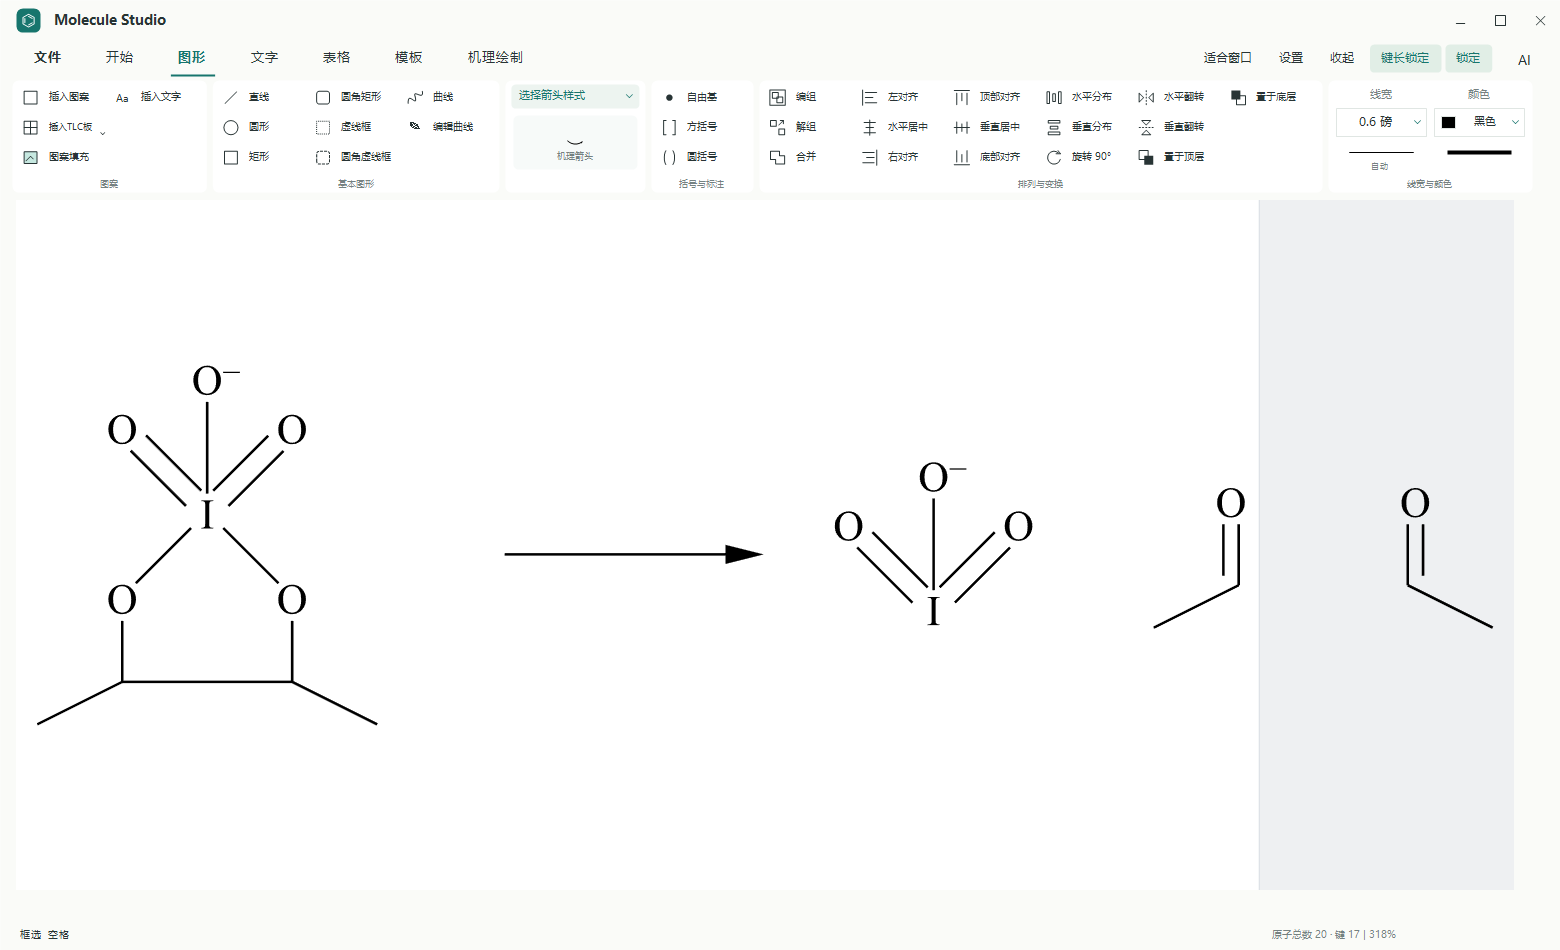 Molecule Studio
文件 开始 图形 文字 表格 模板 机理绘制 适合窗口 设置 收起 键长锁定 锁定 AI
插入图案 Aa 插入文字
插入TLC板
图案填充
图案
直线 圆角矩形 曲线
圆形 虚线框 编辑曲线
矩形 圆角虚线框
基本图形
选择箭头样式
机理箭头
自由基
[ ] 方括号
( ) 圆括号
括号与标注
编组 左对齐 顶部对齐 水平分布 水平翻转 置于底层
解组 水平居中 垂直居中 垂直分布 垂直翻转
合并 右对齐 底部对齐 旋转 90° 置于顶层
排列与变换
线宽 颜色
0.6 磅 黑色
自动
线宽与颜色
O−
O O
I
O O
O−
O O
I
O
O
框选 空格
原子总数 20 · 键 17 | 318%